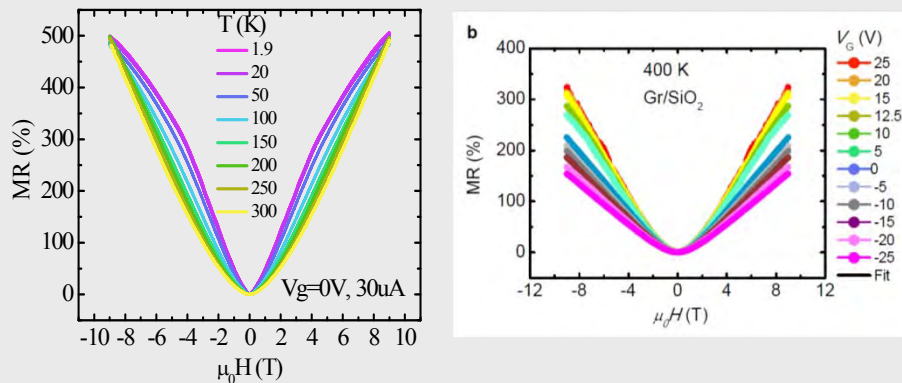 T (K)
1.9
20
50
100
150
200
250
300
500
400
300
200
100
0
MR (%)
Vg=0V, 30uA
-10 -8 -6 -4 -2 0 2 4 6 8 10
μ₀H (T)
b
400 K
Gr/SiO₂
400
300
200
100
0
MR (%)
-12 -8 -4 0 4 8 12
μ₀H (T)
V_G (V)
25
20
15
12.5
10
5
0
-5
-10
-15
-20
-25
Fit